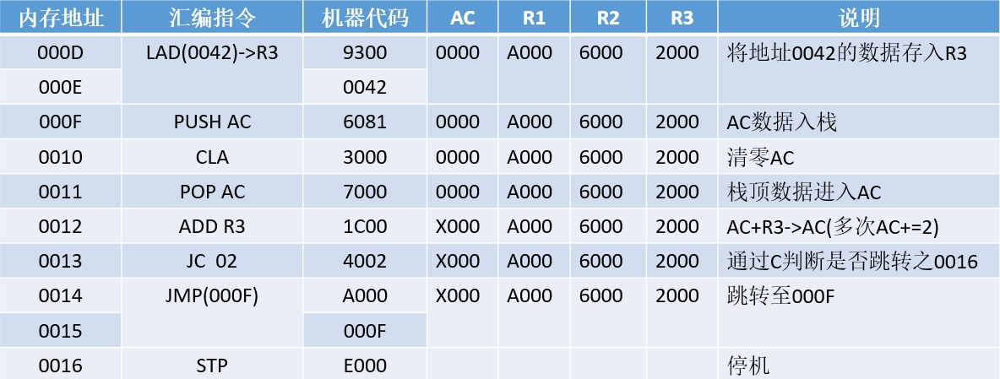 内存地址 汇编指令 机器代码 AC R1 R2 R3 说明
000D LAD(0042)->R3 9300 0000 A000 6000 2000 将地址0042的数据存入R3
000E 0042
000F PUSH AC 6081 0000 A000 6000 2000 AC数据入栈
0010 CLA 3000 0000 A000 6000 2000 清零AC
0011 POP AC 7000 0000 A000 6000 2000 栈顶数据进入AC
0012 ADD R3 1C00 X000 A000 6000 2000 AC+R3->AC(多次AC+=2)
0013 JC 02 4002 X000 A000 6000 2000 通过C判断是否跳转之0016
0014 JMP(000F) A000 X000 A000 6000 2000 跳转至000F
0015 000F
0016 STP E000 停机